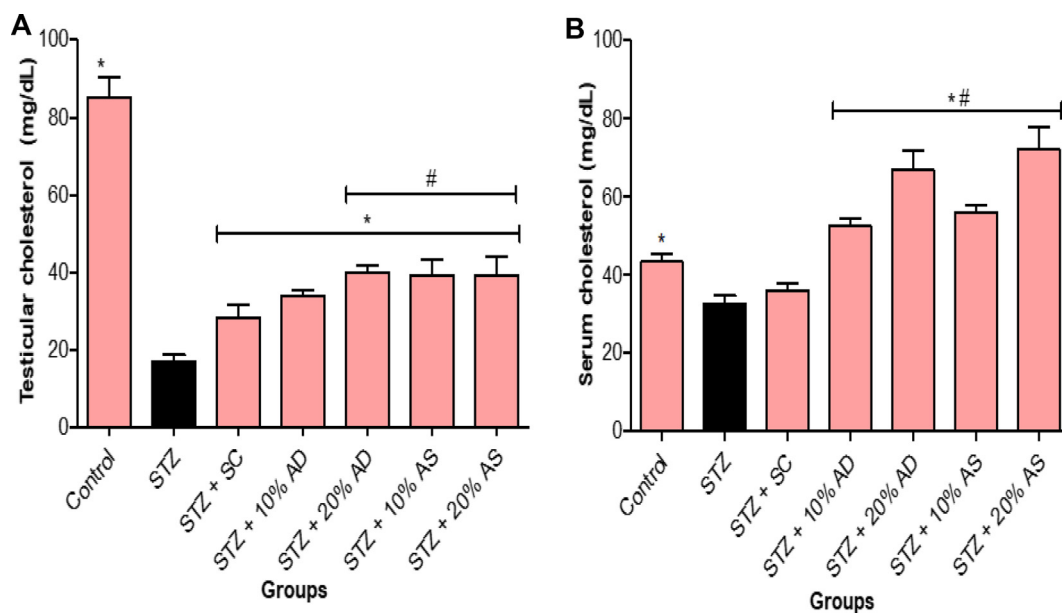 A
Testicular cholesterol (mg/dL)
100
80
60
40
20
0
*
*
#
Control
STZ
STZ + SC
STZ + 10% AD
STZ + 20% AD
STZ + 10% AS
STZ + 20% AS
Groups
B
Serum cholesterol (mg/dL)
100
80
60
40
20
0
*
*#
Control
STZ
STZ + SC
STZ + 10% AD
STZ + 20% AD
STZ + 10% AS
STZ + 20% AS
Groups